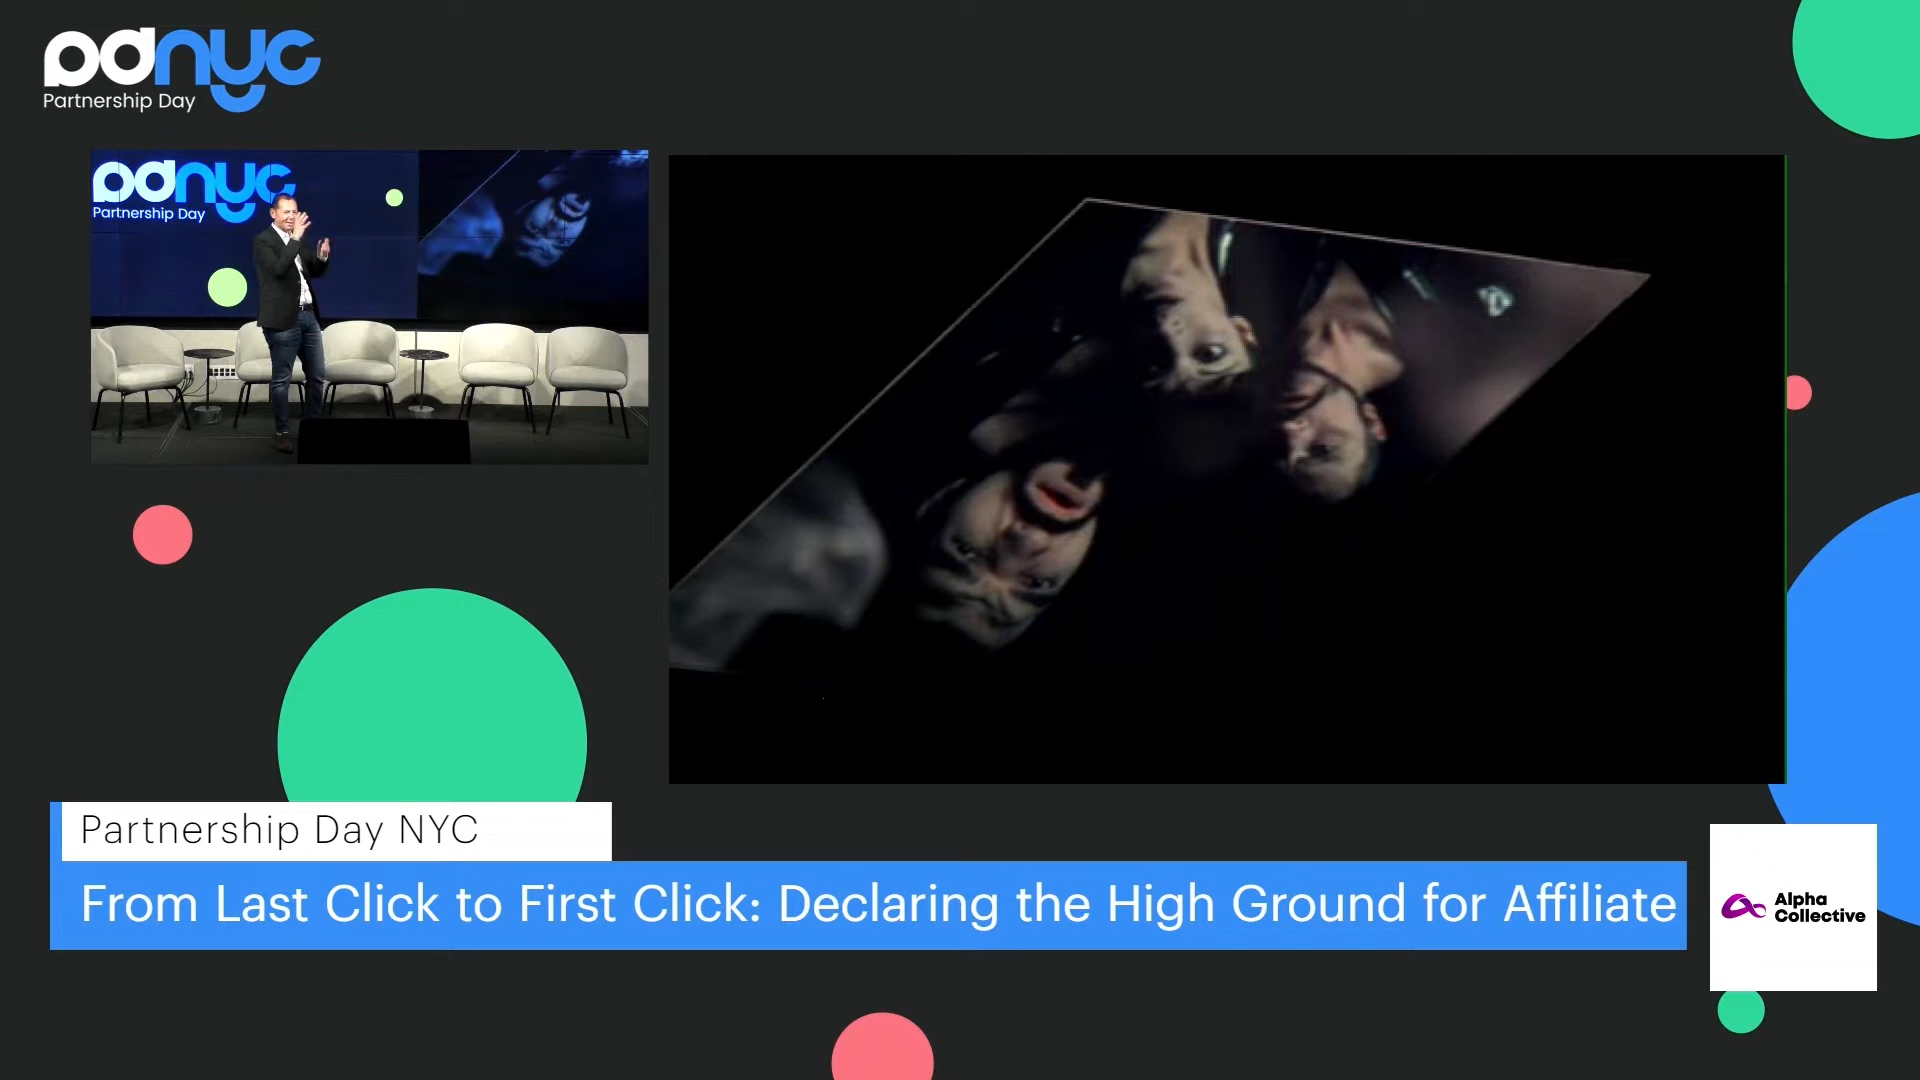 pdnyc
Partnership Day
pdnyc
Partnership Day
Partnership Day NYC
From Last Click to First Click: Declaring the High Ground for Affiliate
Alpha
Collective